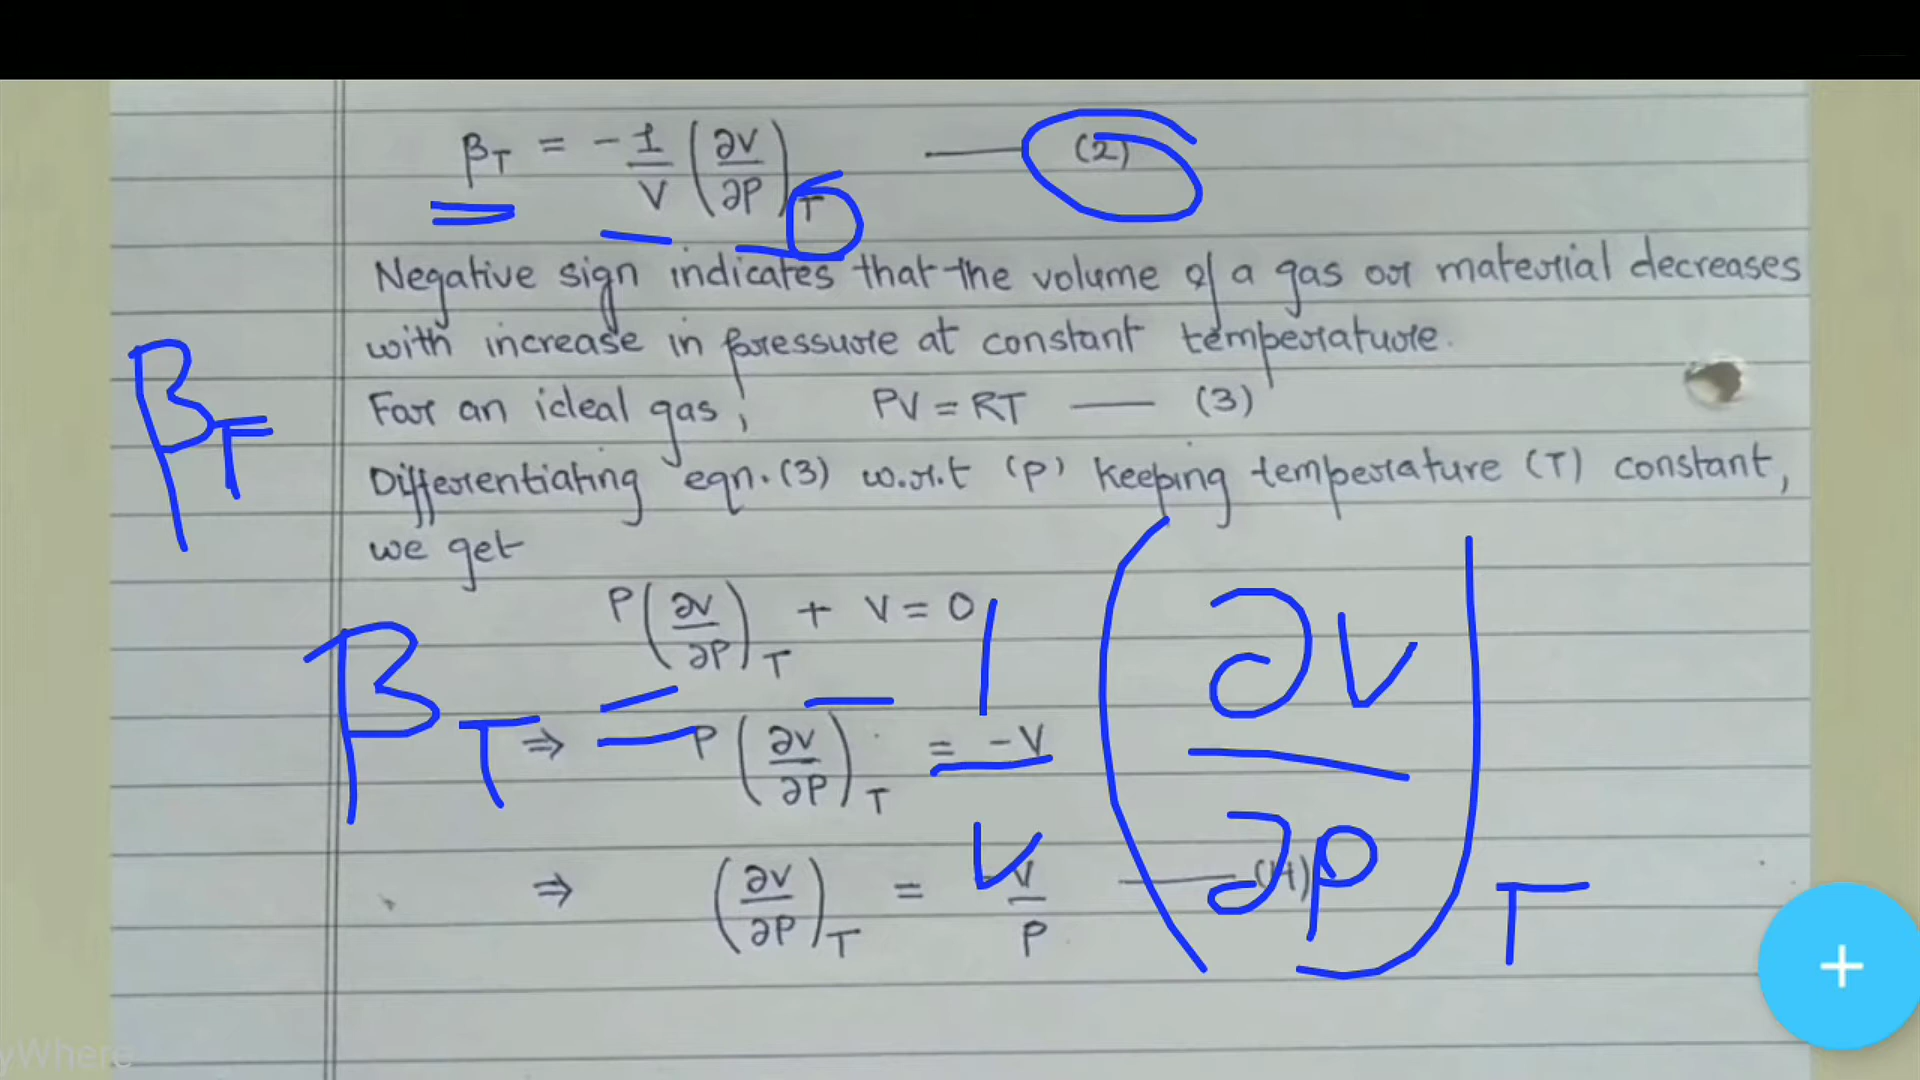 βT = -1/V (∂V/∂P)T —— (2)
Negative sign indicates that the volume of a gas or material decreases
with increase in pressure at constant temperature.
For an ideal gas, PV = RT —— (3)
Differentiating eqn. (3) w.r.t (P) keeping temperature (T) constant,
we get
P(∂V/∂P)T + V = 0
⇒ P(∂V/∂P)T = -V
⇒ (∂V/∂P)T = -V/P —— (4)
βT
βT = - 1/V (∂V/∂P)T
+
yWhere